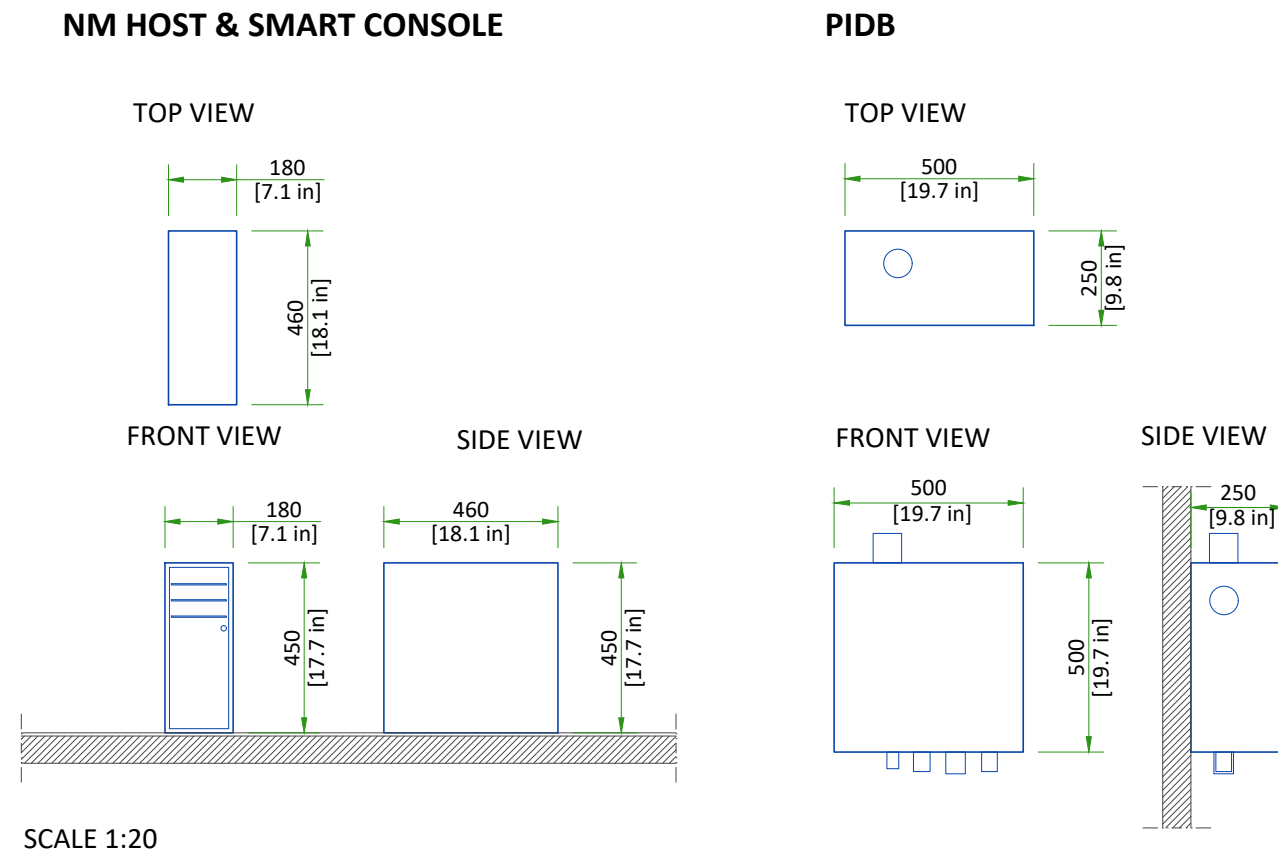 NM HOST & SMART CONSOLE
TOP VIEW
180
[7.1 in]
460
[18.1 in]
FRONT VIEW
SIDE VIEW
180
[7.1 in]
460
[18.1 in]
450
[17.7 in]
450
[17.7 in]
SCALE 1:20
PIDB
TOP VIEW
500
[19.7 in]
250
[9.8 in]
FRONT VIEW
SIDE VIEW
500
[19.7 in]
250
[9.8 in]
500
[19.7 in]